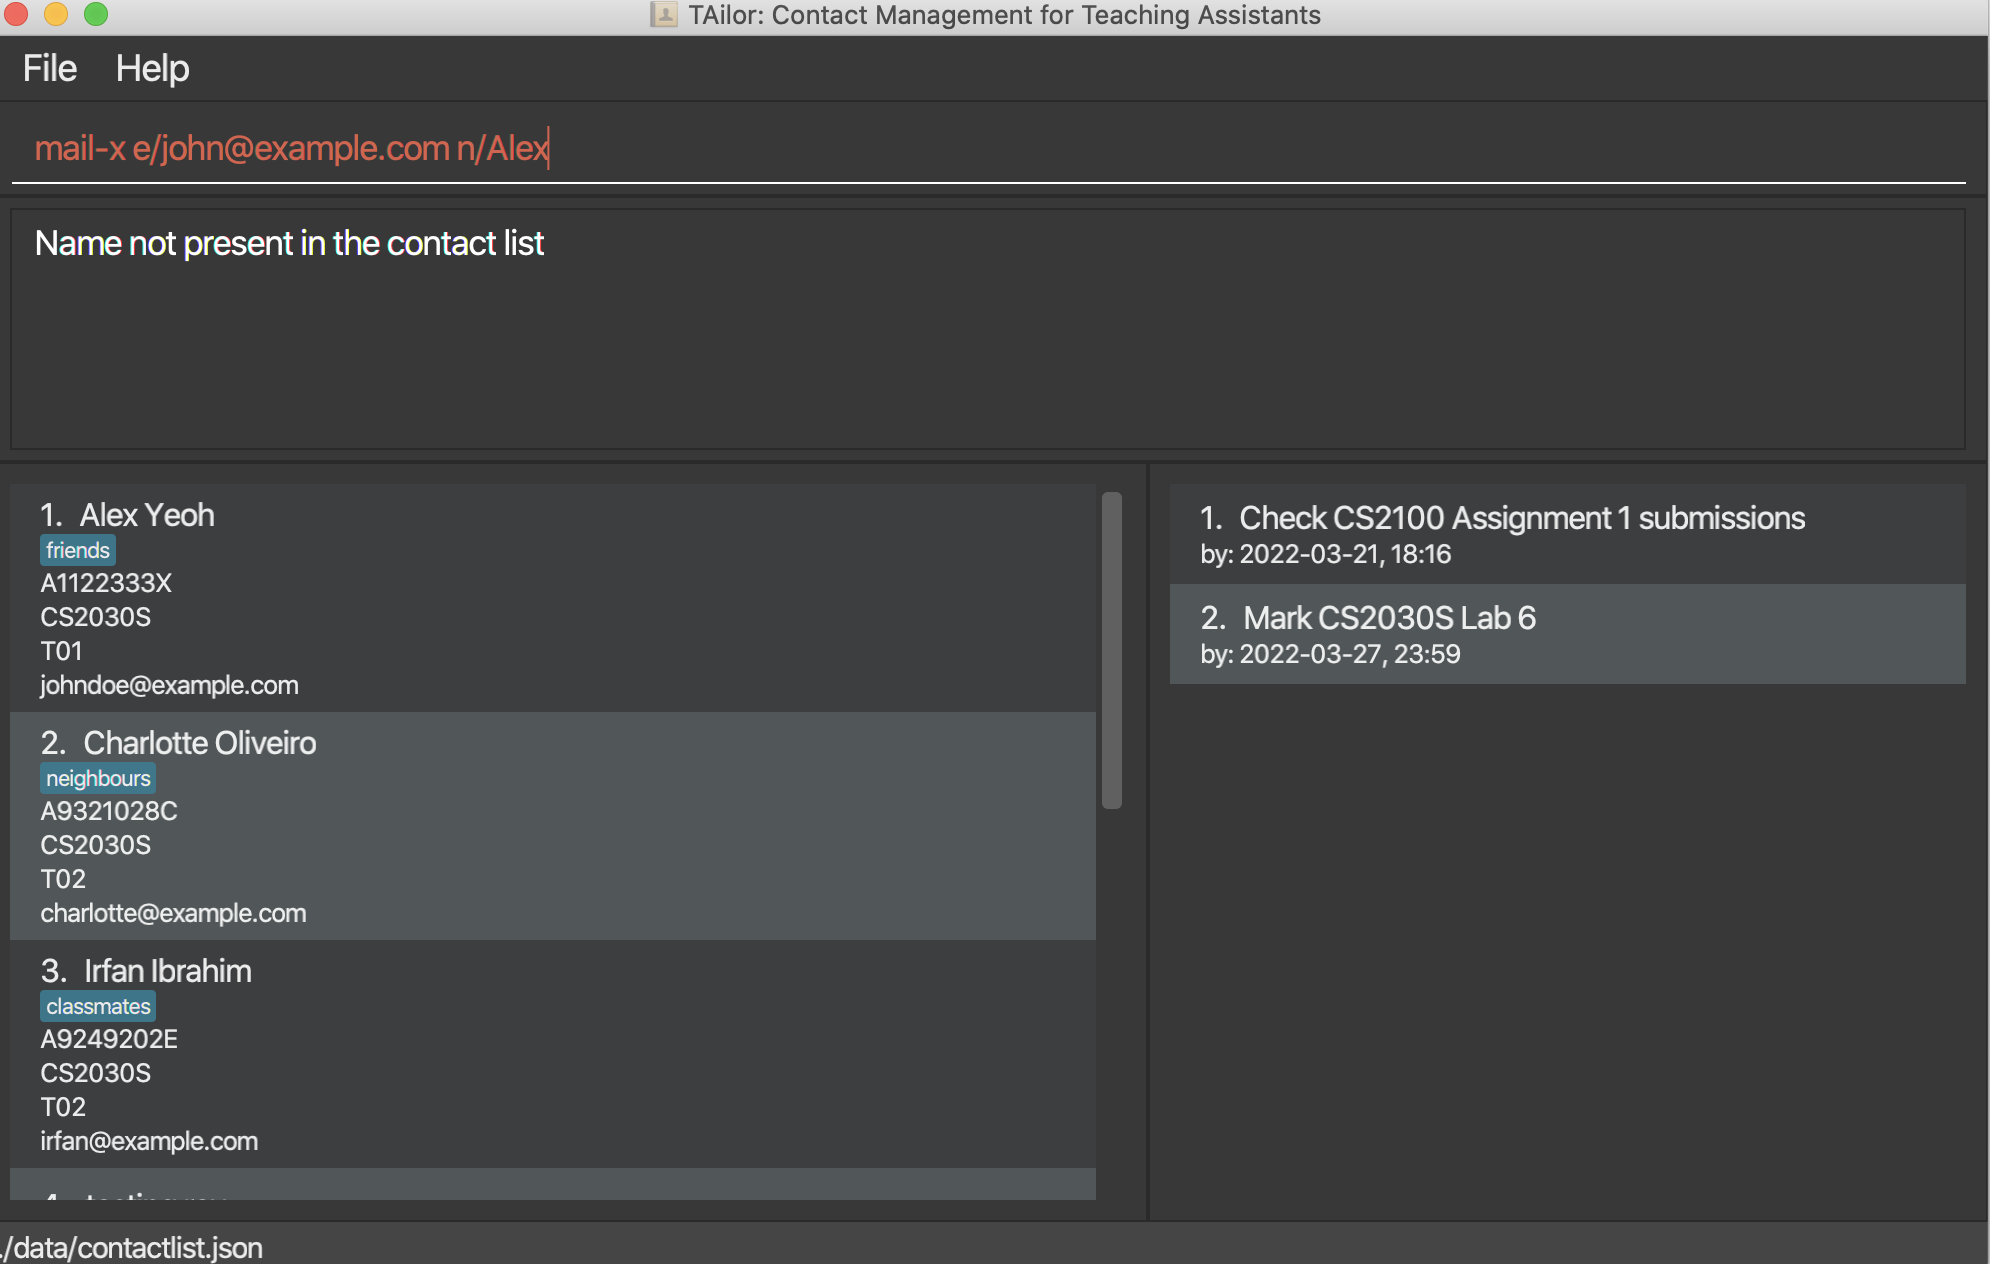 TAilor: Contact Management for Teaching Assistants
File Help
mail-x e/john@example.com n/Alex
Name not present in the contact list
1. Alex Yeoh
friends
A1122333X
CS2030S
T01
johndoe@example.com
2. Charlotte Oliveiro
neighbours
A9321028C
CS2030S
T02
charlotte@example.com
3. Irfan Ibrahim
classmates
A9249202E
CS2030S
T02
irfan@example.com
1. Check CS2100 Assignment 1 submissions
by: 2022-03-21, 18:16
2. Mark CS2030S Lab 6
by: 2022-03-27, 23:59
./data/contactlist.json